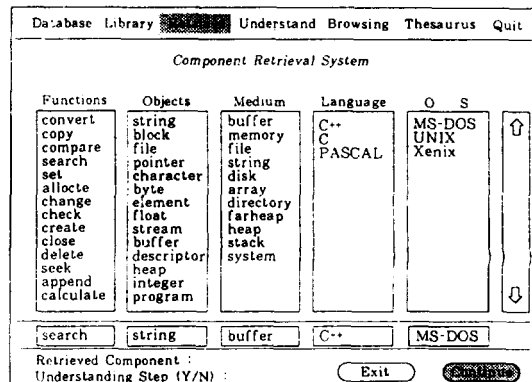 Database Library Understand Browsing Thesaurus Quit
Component Retrieval System
Functions Objects Medium Language O S
convert string buffer C++ MS-DOS
copy block memory C UNIX
compare file file PASCAL Xenix
search pointer string
set character disk
allocte byte array
change element directory
check float farheap
create stream heap
close buffer stack
delete descriptor system
seek heap
append integer
calculate program
search string buffer C++ MS-DOS
Retrieved Component :
Understanding Step (Y/N) :
Exit Continue